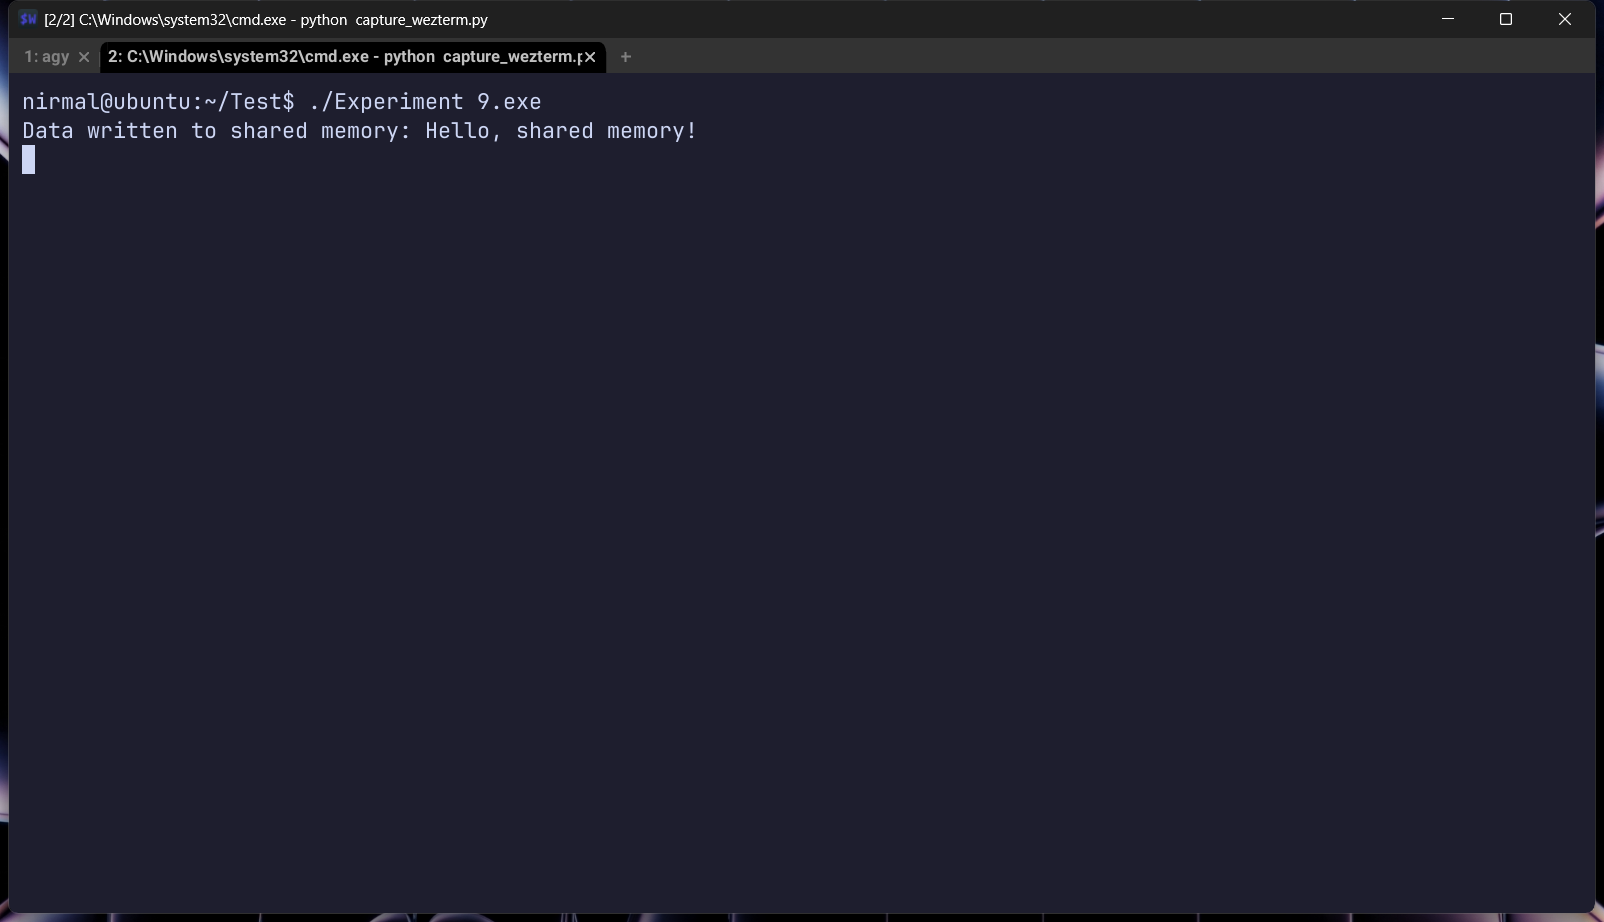 $W [2/2] C:\Windows\system32\cmd.exe - python  capture_wezterm.py
1: agy × 2: C:\Windows\system32\cmd.exe - python  capture_wezterm.p × +
nirmal@ubuntu:~/Test$ ./Experiment 9.exe
Data written to shared memory: Hello, shared memory!